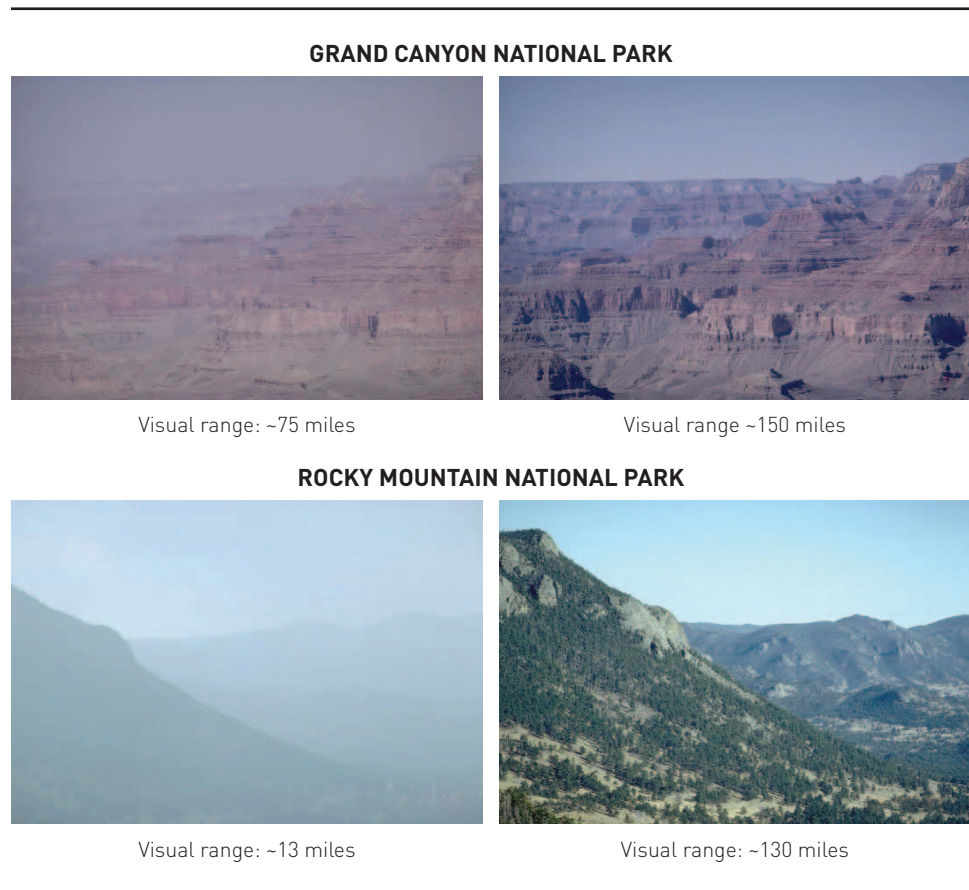 GRAND CANYON NATIONAL PARK
Visual range: ~75 miles
Visual range ~150 miles
ROCKY MOUNTAIN NATIONAL PARK
Visual range: ~13 miles
Visual range: ~130 miles